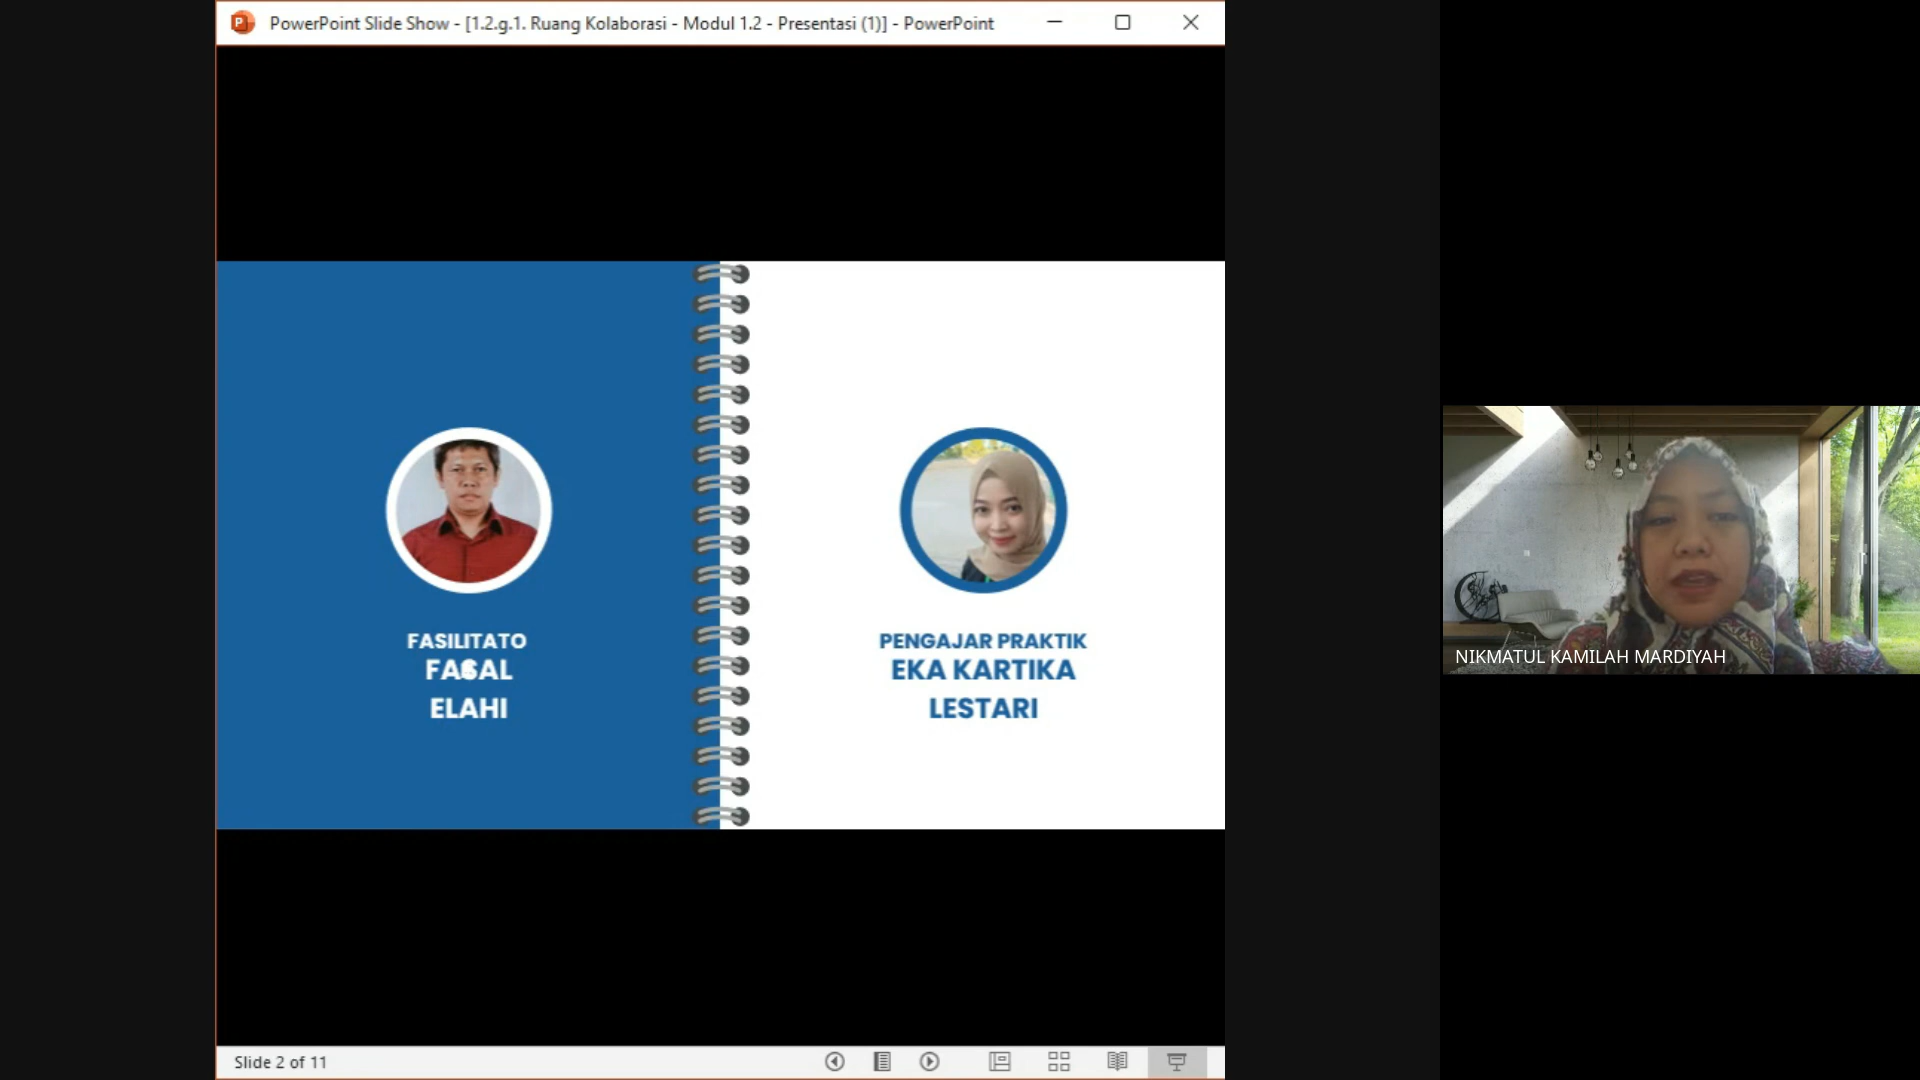 PowerPoint Slide Show - [1.2.g.1. Ruang Kolaborasi - Modul 1.2 - Presentasi (1)] - PowerPoint
FASILITATO
ELAHI
PENGAJAR PRAKTIK
EKA KARTIKA
LESTARI
NIKMATUL KAMILAH MARDIYAH
Slide 2 of 11